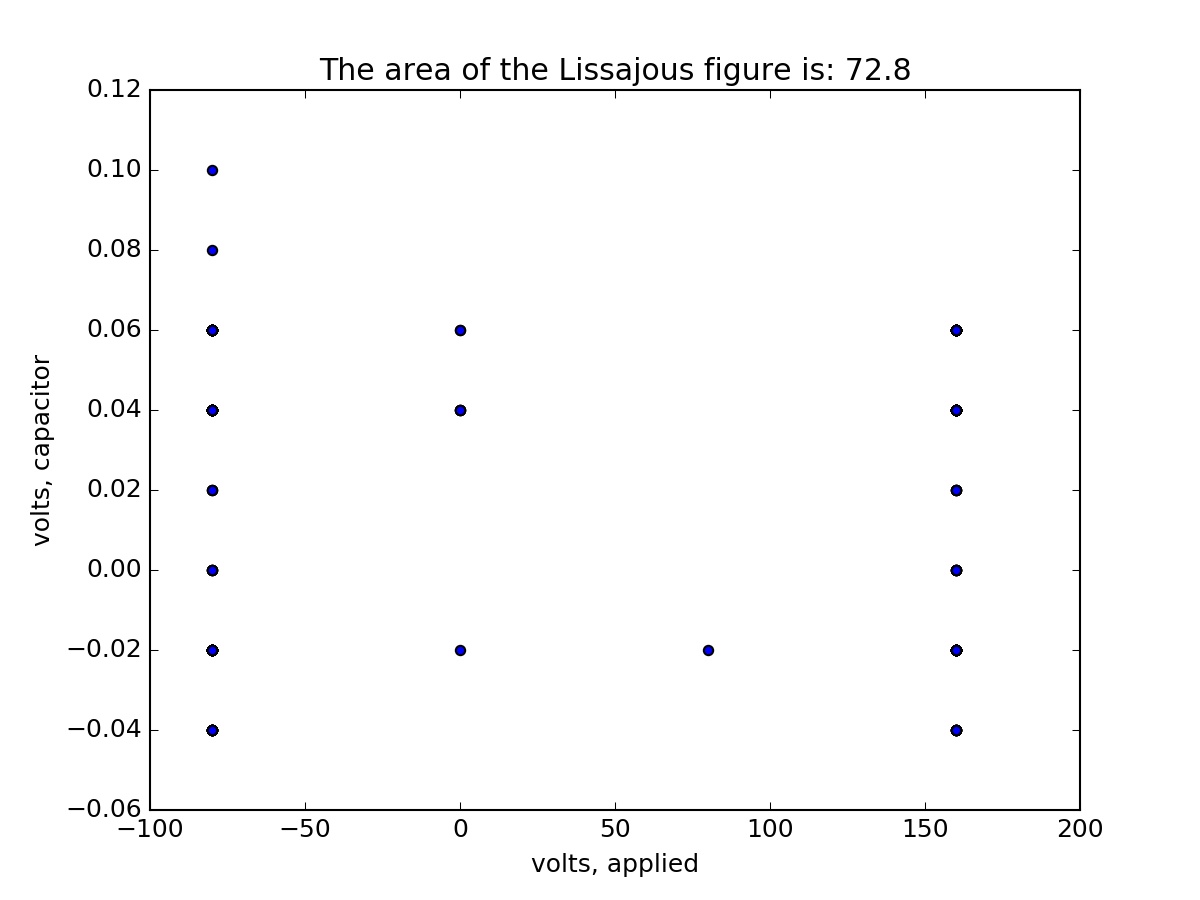 The area of the Lissajous figure is: 72.8
0.12
0.10
0.08
0.06
0.04
0.02
0.00
−0.02
−0.04
−0.06
volts, capacitor
−100 −50 0 50 100 150 200
volts, applied